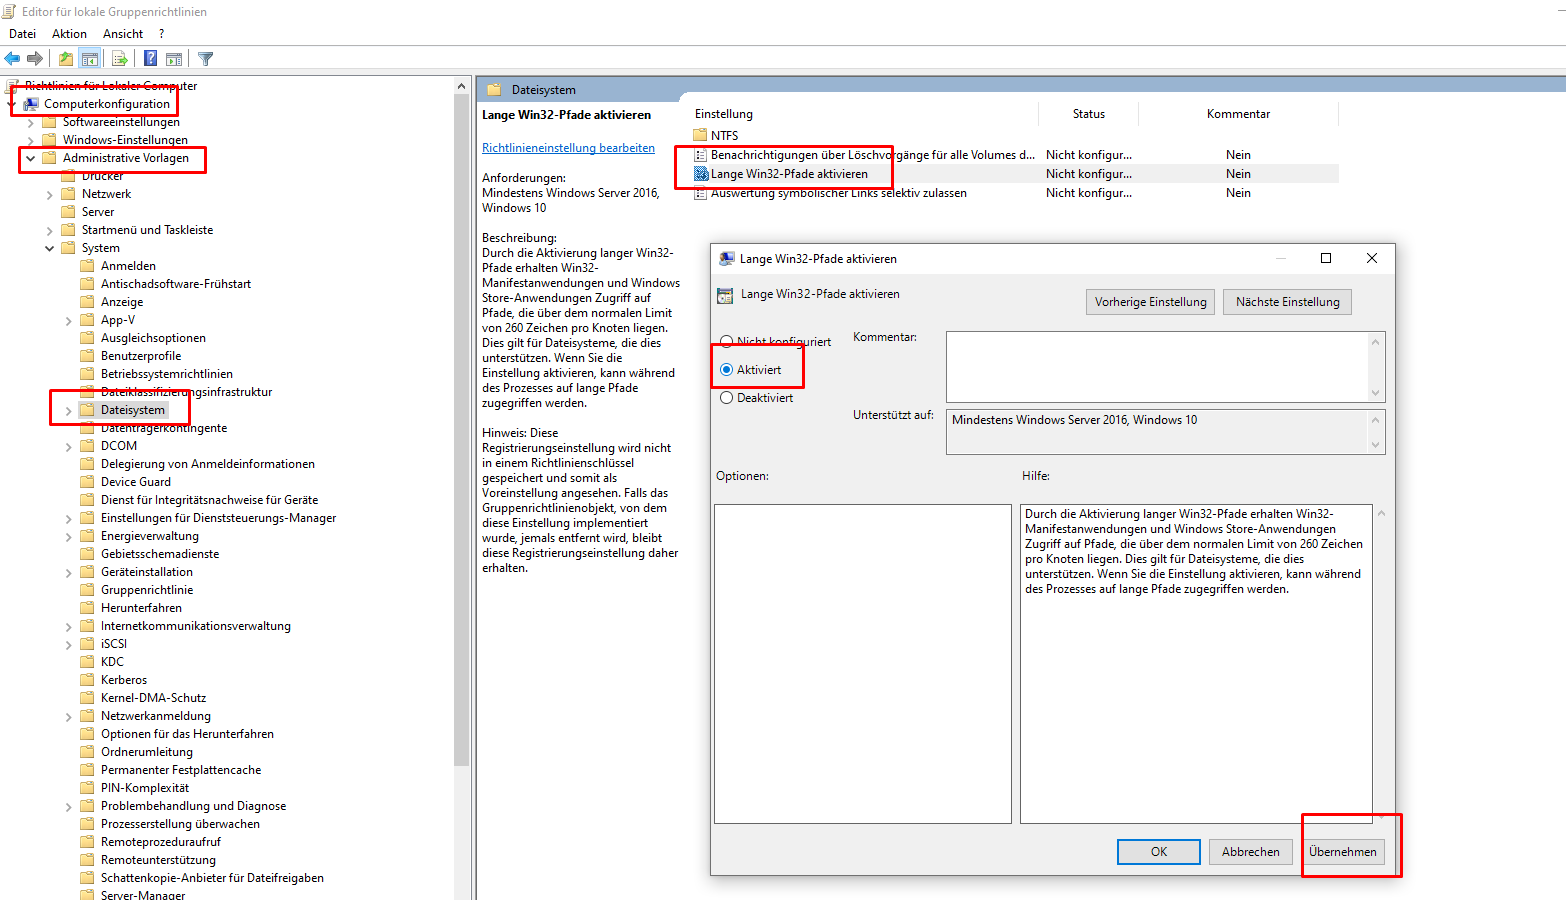 Editor für lokale Gruppenrichtlinien
Datei Aktion Ansicht ?
Richtlinien für Lokaler Computer
Computerkonfiguration
Softwareeinstellungen
Windows-Einstellungen
Administrative Vorlagen
Drucker
Netzwerk
Server
Startmenü und Taskleiste
System
Anmelden
Antischadsoftware-Frühstart
Anzeige
App-V
Ausgleichsoptionen
Benutzerprofile
Betriebssystemrichtlinien
Dateiklassifizierungsinfrastruktur
Dateisystem
Datenträgerkontingente
DCOM
Delegierung von Anmeldeinformationen
Device Guard
Dienst für Integritätsnachweise für Geräte
Einstellungen für Dienststeuerungs-Manager
Energieverwaltung
Gebietsschemadienste
Geräteinstallation
Gruppenrichtlinie
Herunterfahren
Internetkommunikationsverwaltung
iSCSI
KDC
Kerberos
Kernel-DMA-Schutz
Netzwerkanmeldung
Optionen für das Herunterfahren
Ordnerumleitung
Permanenter Festplattencache
PIN-Komplexität
Problembehandlung und Diagnose
Prozesserstellung überwachen
Remoteprozeduraufruf
Remoteunterstützung
Schattenkopie-Anbieter für Dateifreigaben
Server-Manager
Dateisystem
Lange Win32-Pfade aktivieren
Richtlinieneinstellung bearbeiten
Anforderungen:
Mindestens Windows Server 2016,
Windows 10
Beschreibung:
Durch die Aktivierung langer Win32-
Pfade erhalten Win32-
Manifestanwendungen und Windows
Store-Anwendungen Zugriff auf
Pfade, die über dem normalen Limit
von 260 Zeichen pro Knoten liegen.
Dies gilt für Dateisysteme, die dies
unterstützen. Wenn Sie die
Einstellung aktivieren, kann während
des Prozesses auf lange Pfade
zugegriffen werden.
Hinweis: Diese
Registrierungseinstellung wird nicht
in einem Richtlinienschlüssel
gespeichert und somit als
Voreinstellung angesehen. Falls das
Gruppenrichtlinienobjekt, von dem
diese Einstellung implementiert
wurde, jemals entfernt wird, bleibt
diese Registrierungseinstellung daher
erhalten.
Einstellung Status Kommentar
NTFS
Benachrichtigungen über Löschvorgänge für alle Volumes d... Nicht konfigur... Nein
Lange Win32-Pfade aktivieren Nicht konfigur... Nein
Auswertung symbolischer Links selektiv zulassen Nicht konfigur... Nein
Lange Win32-Pfade aktivieren
Lange Win32-Pfade aktivieren
Vorherige Einstellung Nächste Einstellung
Nicht konfiguriert Kommentar:
Aktiviert
Deaktiviert
Unterstützt auf: Mindestens Windows Server 2016, Windows 10
Optionen: Hilfe:
Durch die Aktivierung langer Win32-Pfade erhalten Win32-
Manifestanwendungen und Windows Store-Anwendungen
Zugriff auf Pfade, die über dem normalen Limit von 260 Zeichen
pro Knoten liegen. Dies gilt für Dateisysteme, die dies
unterstützen. Wenn Sie die Einstellung aktivieren, kann während
des Prozesses auf lange Pfade zugegriffen werden.
OK Abbrechen Übernehmen